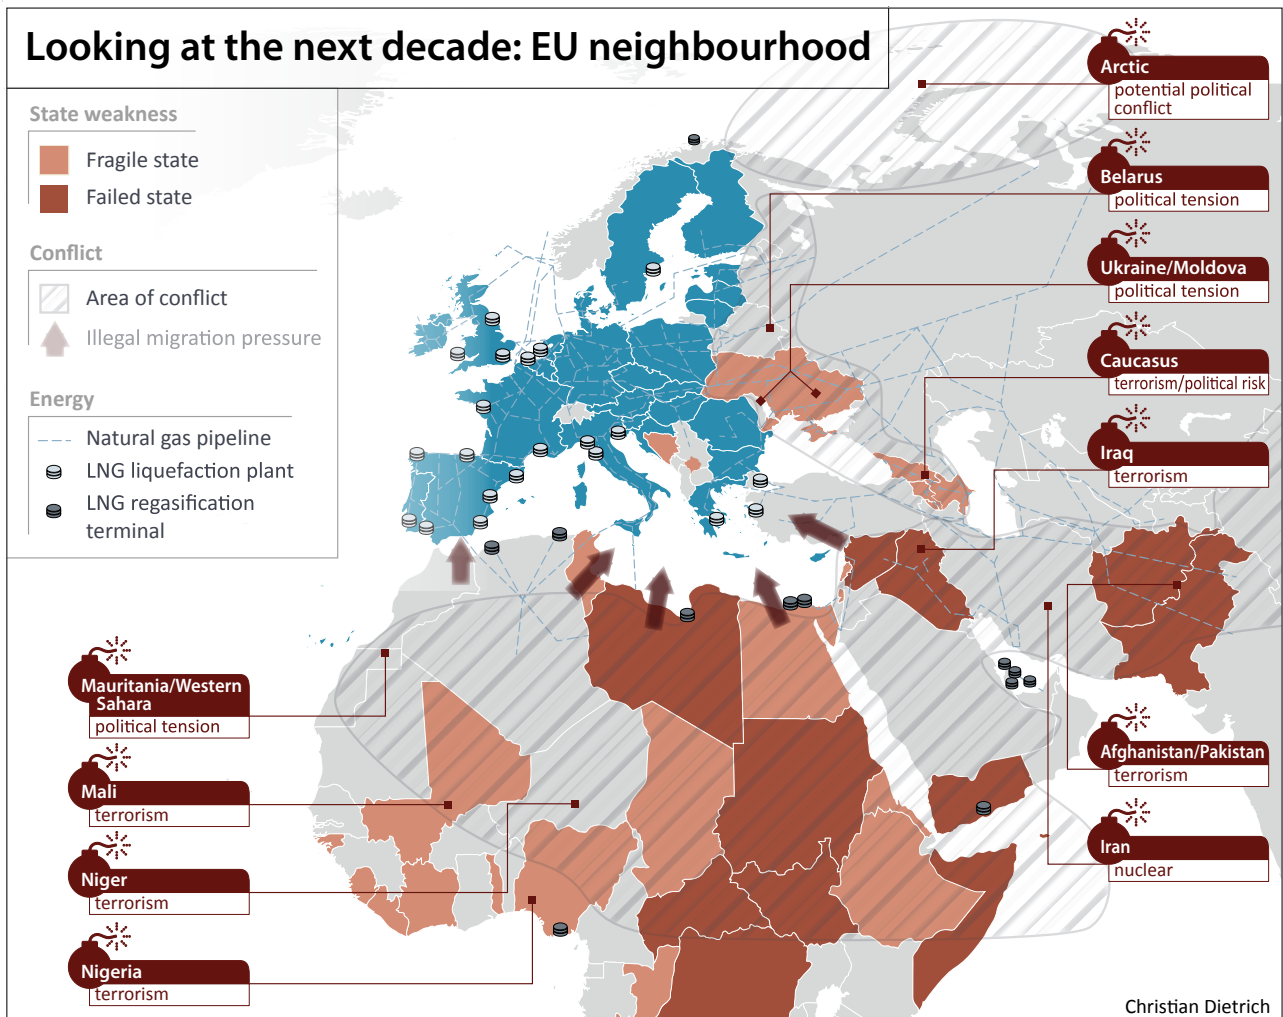 Looking at the next decade: EU neighbourhood
State weakness
Fragile state
Failed state
Conflict
Area of conflict
Illegal migration pressure
Energy
Natural gas pipeline
LNG liquefaction plant
LNG regasification
terminal
Arctic
potential political
conflict
Belarus
political tension
Ukraine/Moldova
political tension
Caucasus
terrorism/political risk
Iraq
terrorism
Mauritania/Western
Sahara
political tension
Mali
terrorism
Niger
terrorism
Nigeria
terrorism
Afghanistan/Pakistan
terrorism
Iran
nuclear
Christian Dietrich